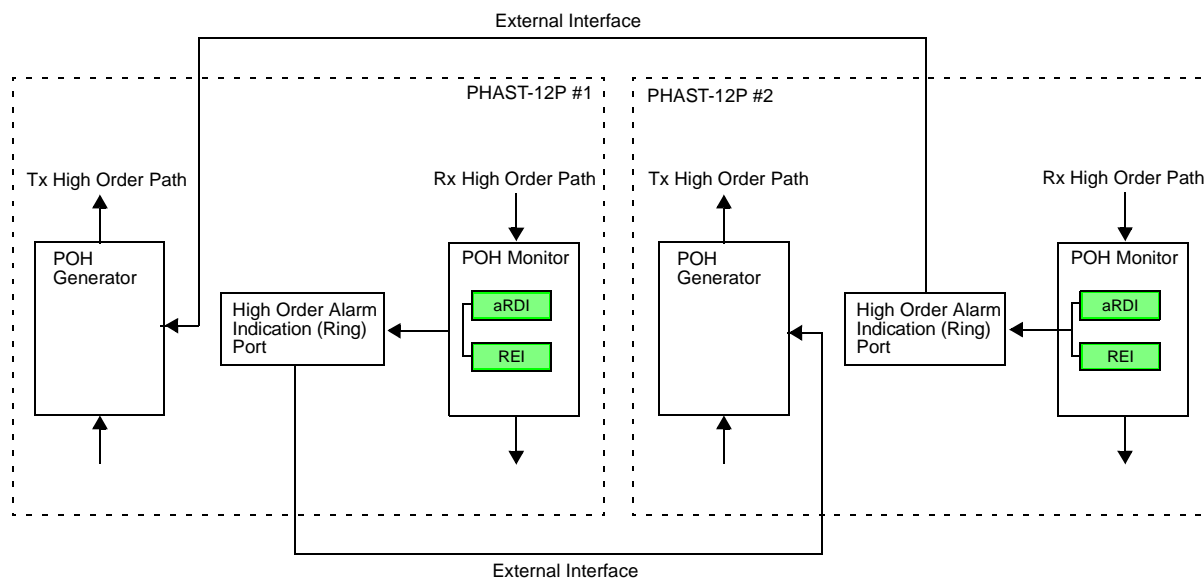 External Interface
PHAST-12P #1
PHAST-12P #2
Tx High Order Path
Rx High Order Path
Tx High Order Path
Rx High Order Path
POH
Generator
POH Monitor
aRDI
REI
High Order Alarm
Indication (Ring)
Port
POH
Generator
High Order Alarm
Indication (Ring)
Port
POH Monitor
aRDI
REI
External Interface